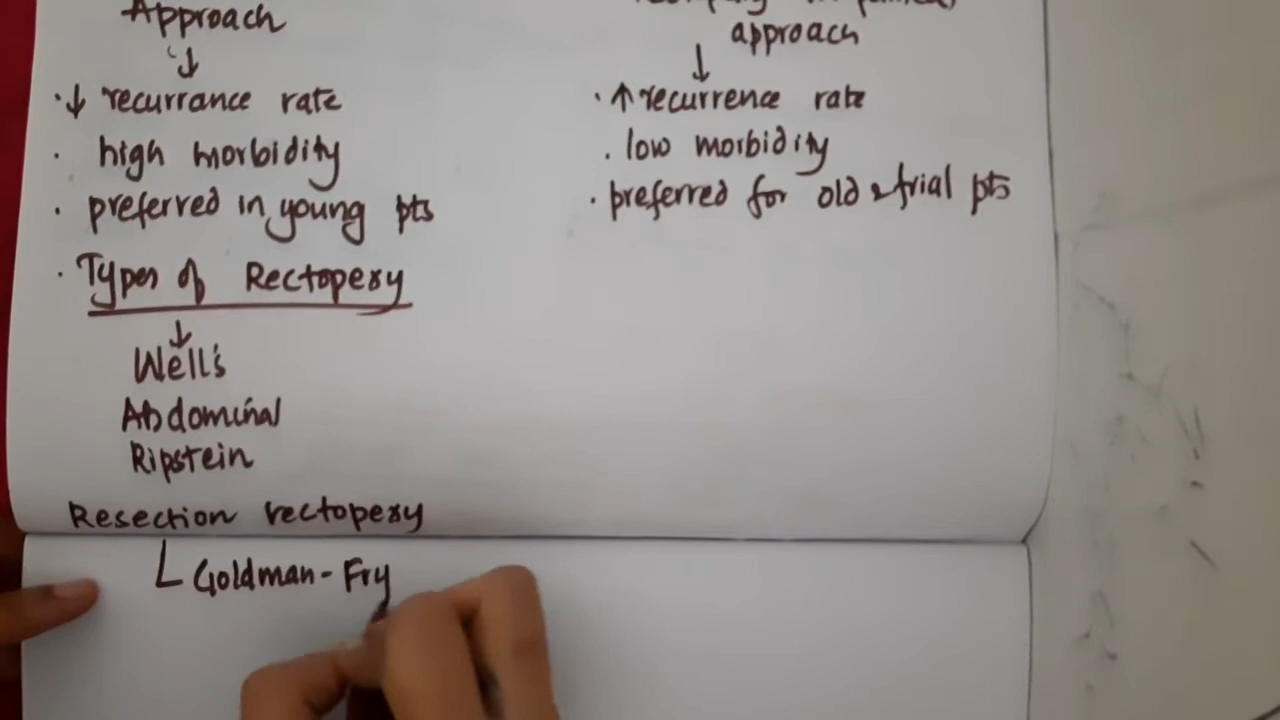 Approach
↓
· ↓ recurrance rate
· high morbidity
· preferred in young pts
· Types of Rectopexy
↓
Well's
Abdominal
Ripstein
Resection rectopexy
Goldman-Fry
approach
↓
· ↑ recurrence rate
. low morbidity
· preferred for old & frial pts